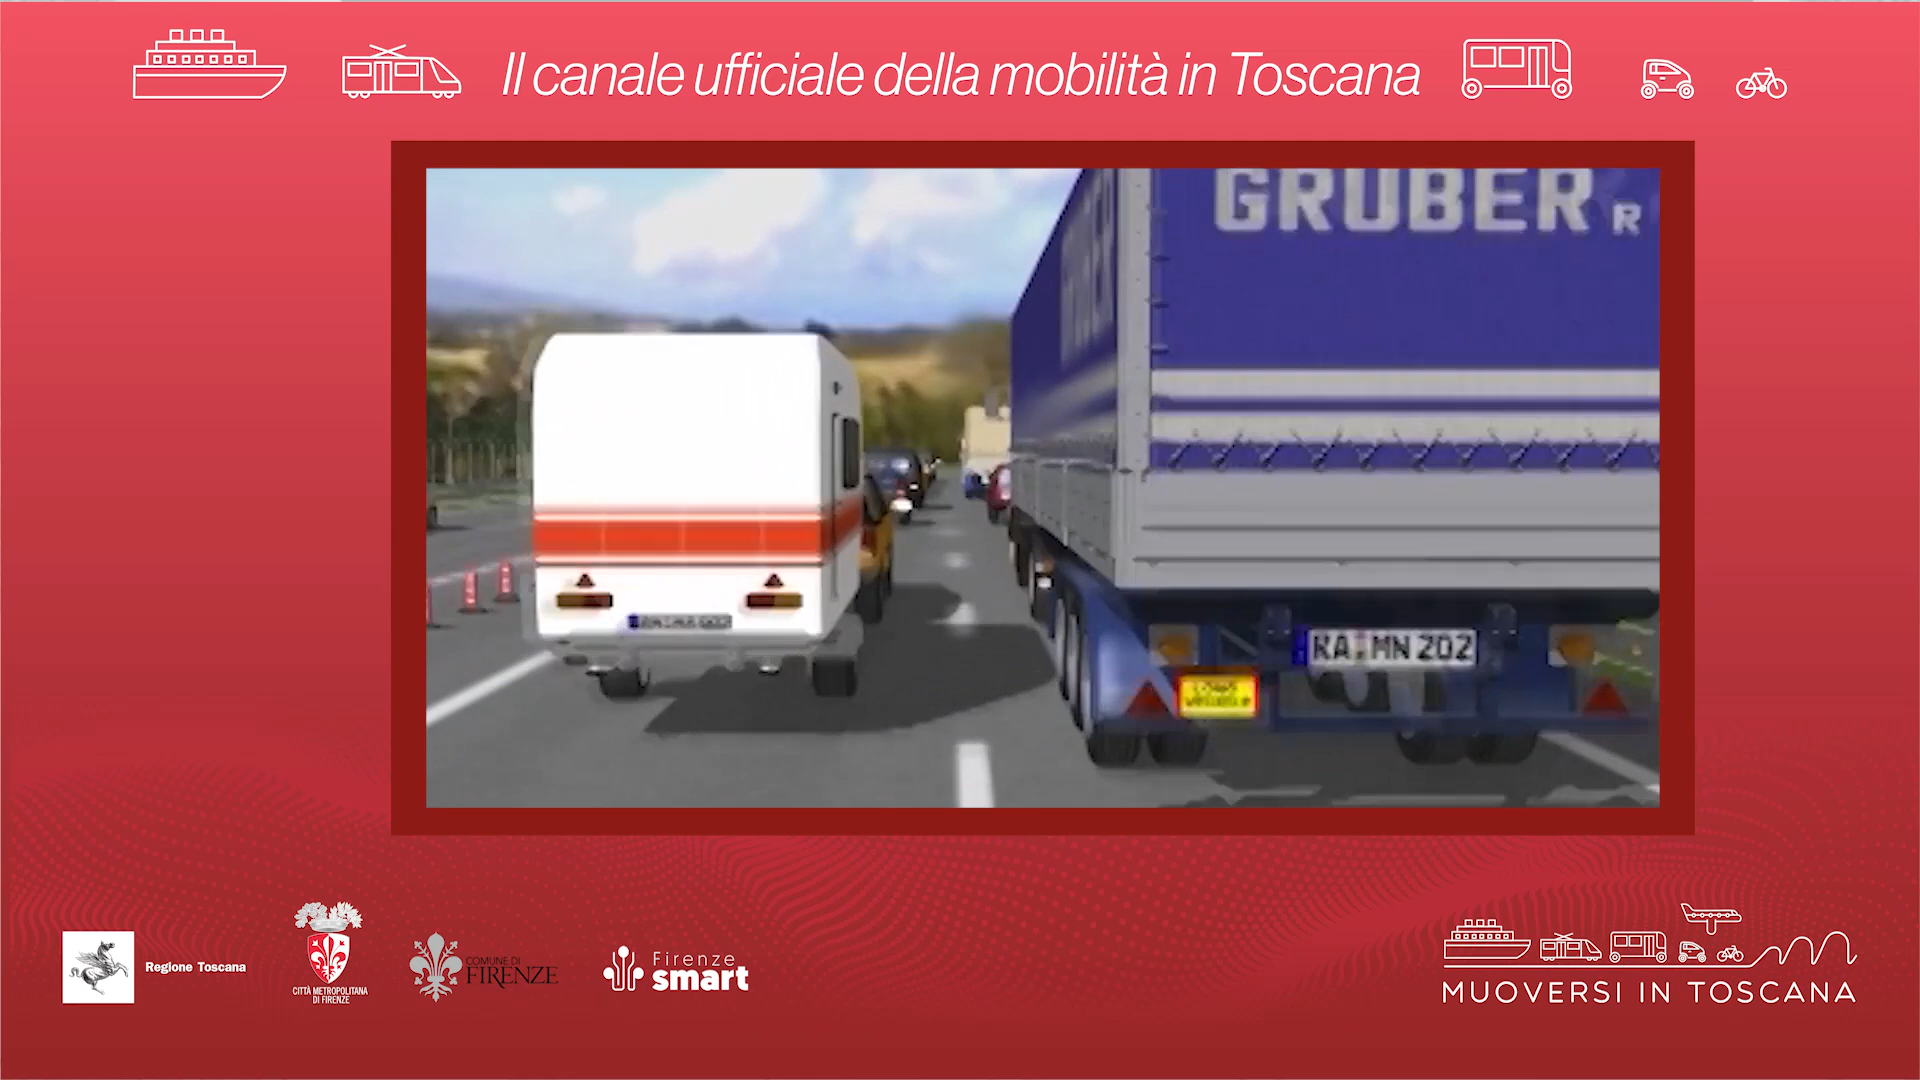 Il canale ufficiale della mobilità in Toscana
GRUBER R
RA MN 202
Regione Toscana
CITTÀ METROPOLITANA
DI FIRENZE
COMUNE DI
FIRENZE
Firenze
smart
MUOVERSI IN TOSCANA